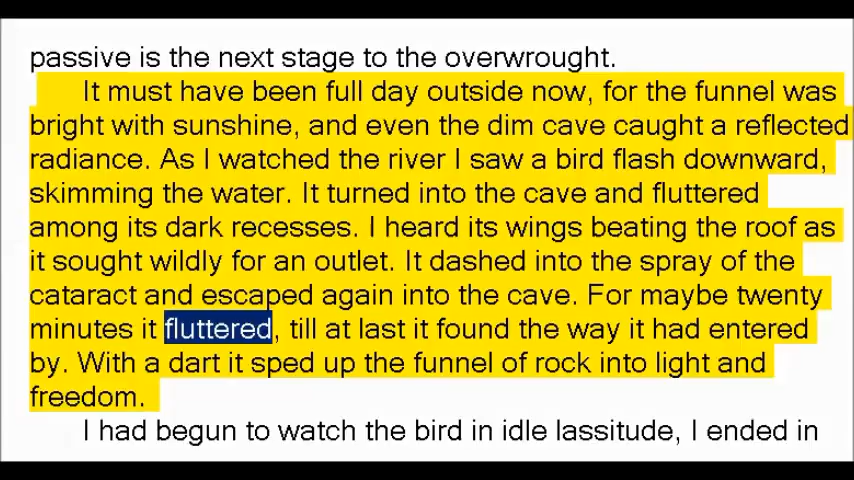 passive is the next stage to the overwrought.
It must have been full day outside now, for the funnel was
bright with sunshine, and even the dim cave caught a reflected
radiance. As I watched the river I saw a bird flash downward,
skimming the water. It turned into the cave and fluttered
among its dark recesses. I heard its wings beating the roof as
it sought wildly for an outlet. It dashed into the spray of the
cataract and escaped again into the cave. For maybe twenty
minutes it fluttered, till at last it found the way it had entered
by. With a dart it sped up the funnel of rock into light and
freedom.
I had begun to watch the bird in idle lassitude, I ended in